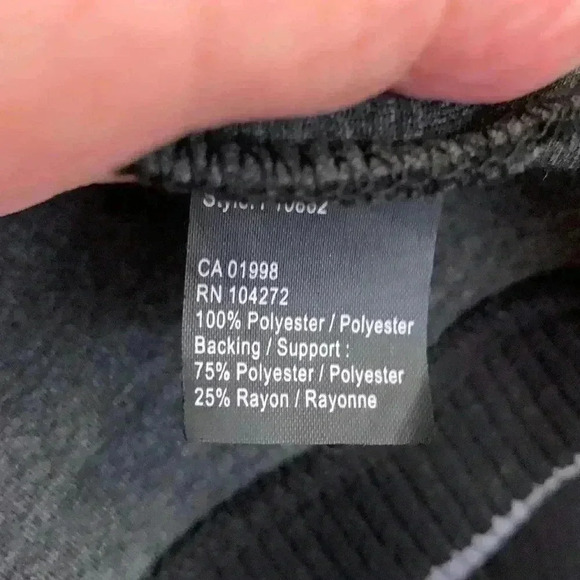 CA 01998
RN 104272
100% Polyester / Polyester
Backing / Support :
75% Polyester / Polyester
25% Rayon / Rayonne